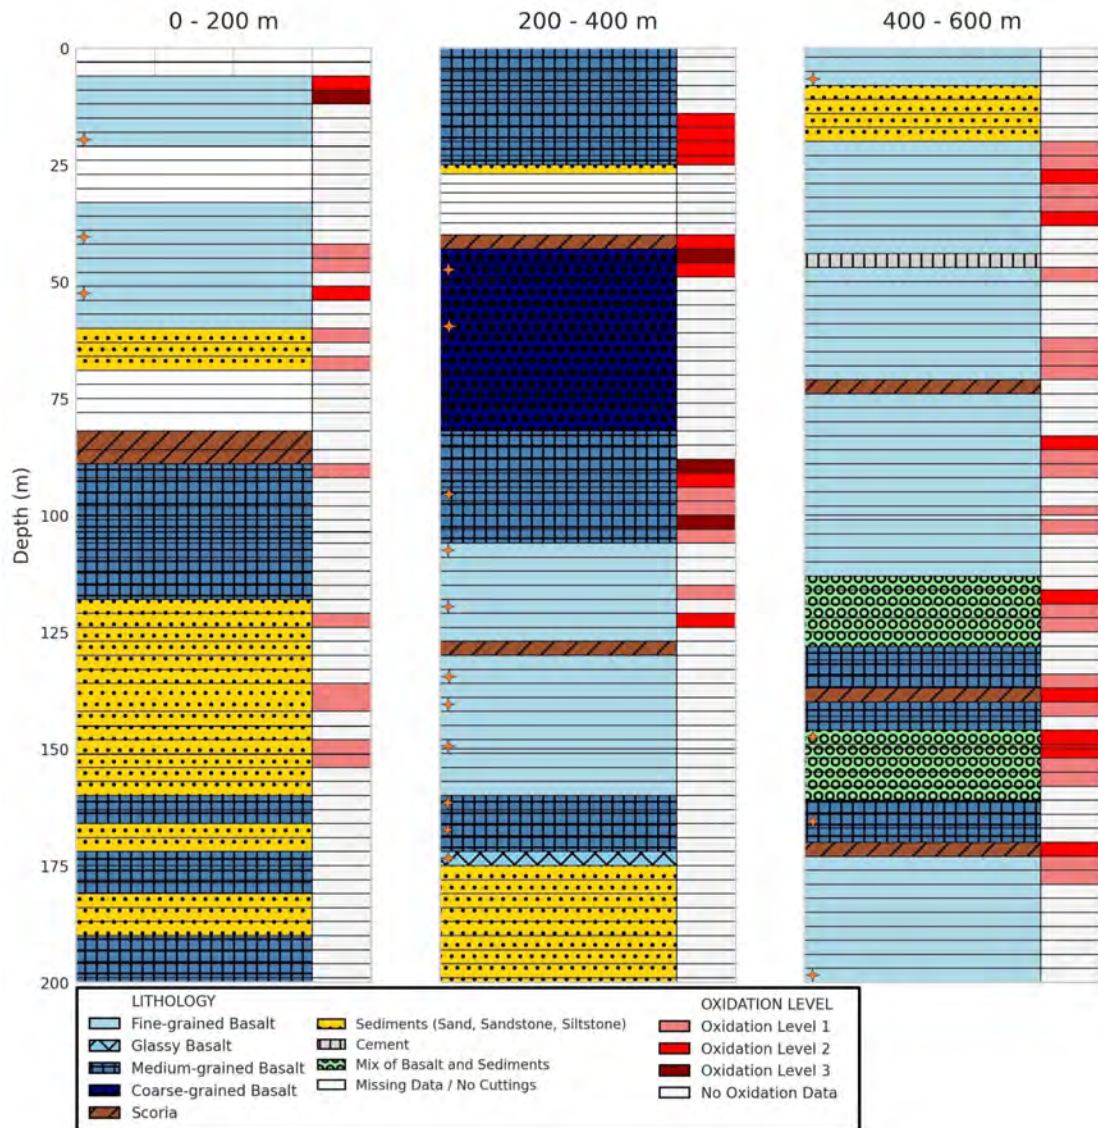 0 - 200 m
200 - 400 m
400 - 600 m
0
25
50
75
100
125
150
175
200
Depth (m)
LITHOLOGY
Fine-grained Basalt
Glassy Basalt
Medium-grained Basalt
Coarse-grained Basalt
Scoria
Sediments (Sand, Sandstone, Siltstone)
Cement
Mix of Basalt and Sediments
Missing Data / No Cuttings
OXIDATION LEVEL
Oxidation Level 1
Oxidation Level 2
Oxidation Level 3
No Oxidation Data